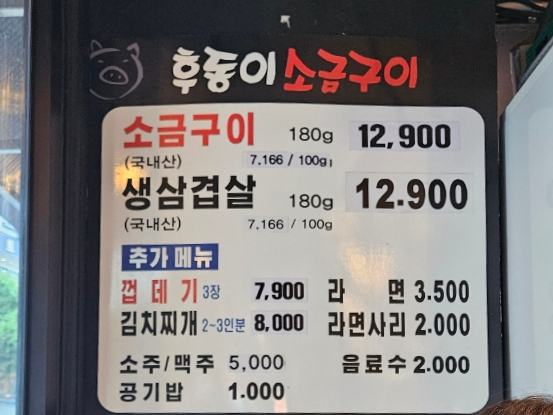 후동이소금구이
소금구이 180g 12,900
(국내산) 7.166 / 100g
생삼겹살 180g 12.900
(국내산) 7.166 / 100g
추가 메뉴
껍데기 3장 7,900 라 면 3.500
김치찌개 2~3인분 8,000 라면사리 2.000
소주/맥주 5,000 음료수 2.000
공기밥 1.000